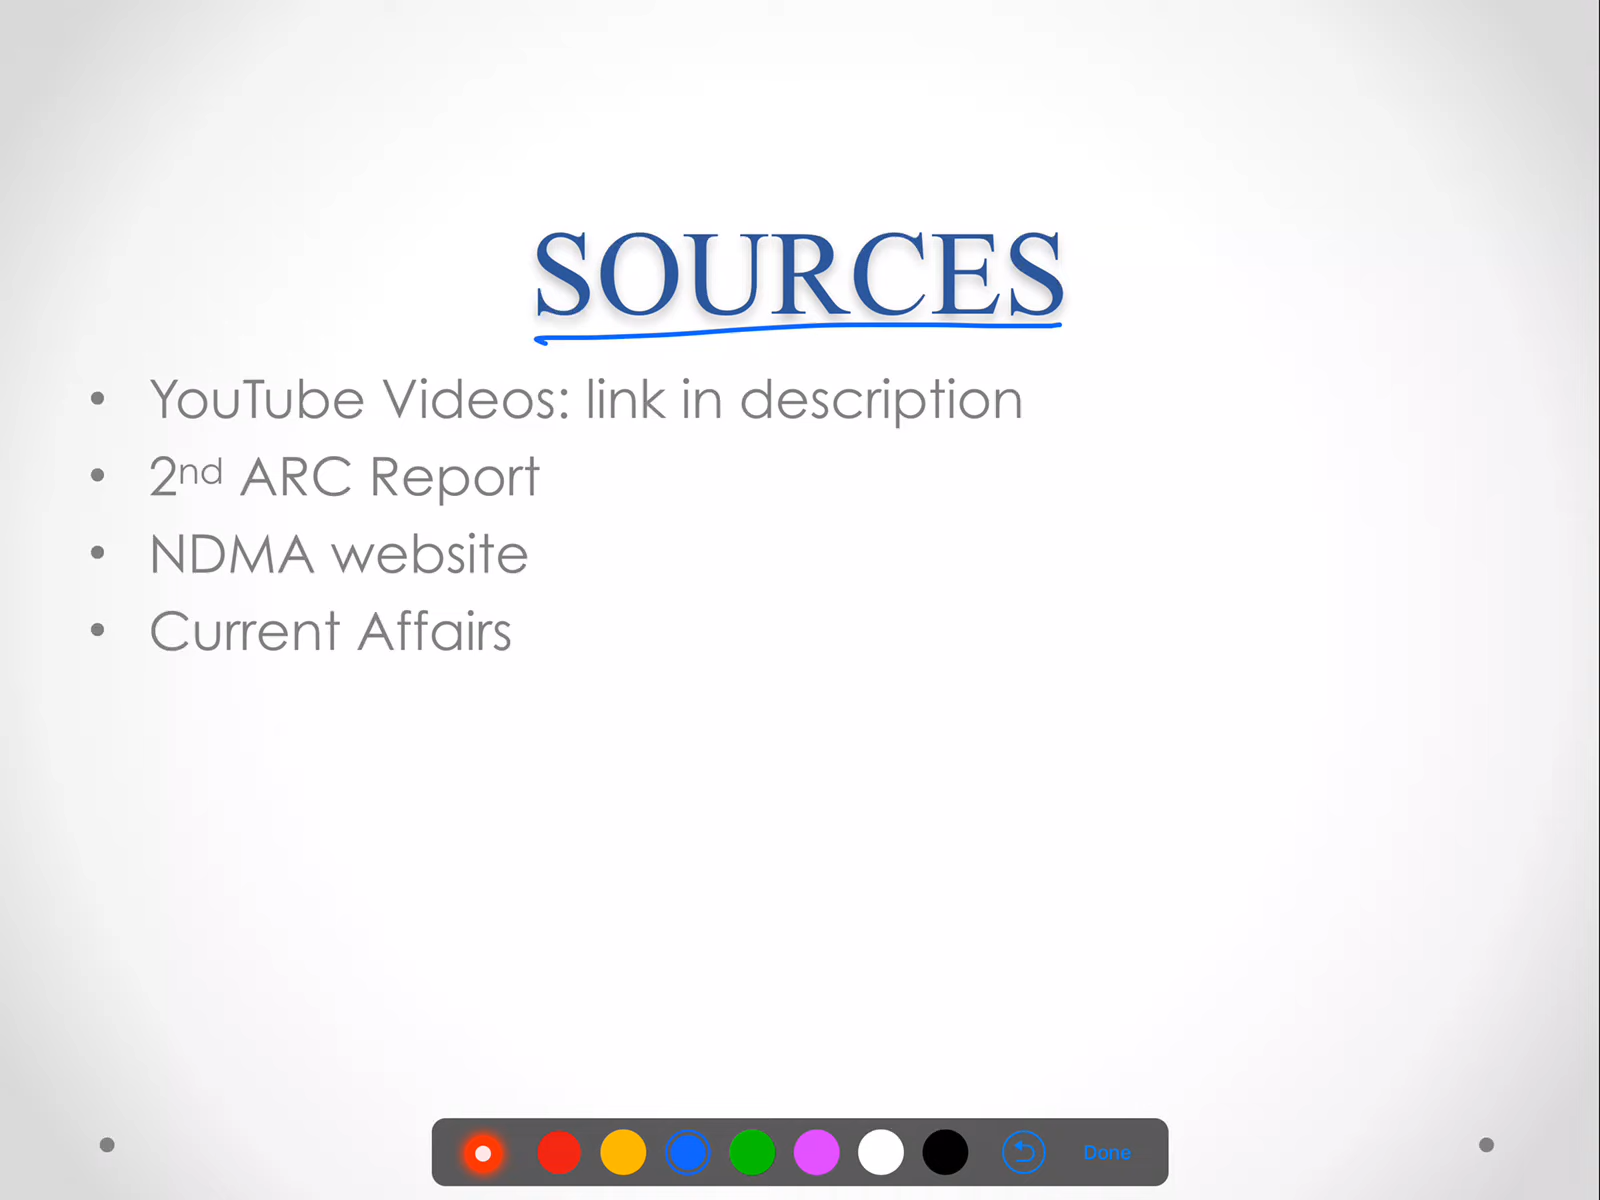 SOURCES
• YouTube Videos: link in description
• 2nd ARC Report
• NDMA website
• Current Affairs
Done